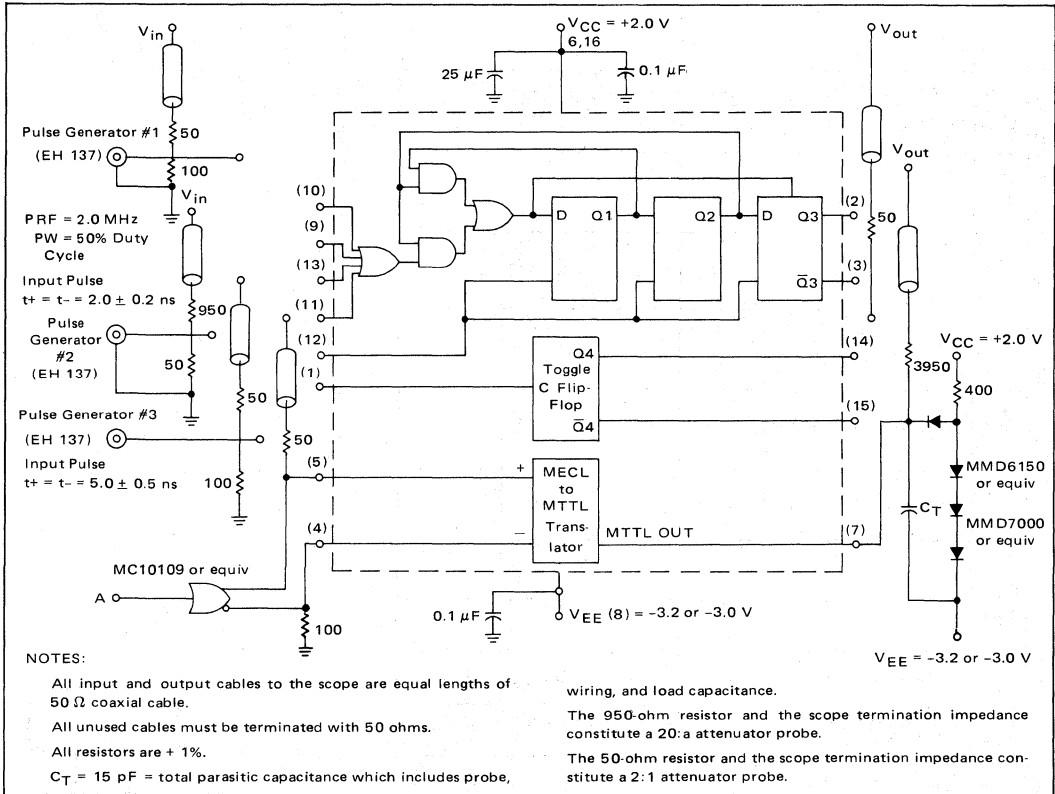 V_in
50
Pulse Generator #1
(EH 137)
100
V_in
PRF = 2.0 MHz
PW = 50% Duty
Cycle
Input Pulse
t+ = t– = 2.0 ± 0.2 ns
950
Pulse
Generator
#2
(EH 137)
50
50
50
Pulse Generator #3
(EH 137)
Input Pulse
t+ = t– = 5.0 ± 0.5 ns
100
MC10109 or equiv
A
100
V_CC = +2.0 V
6,16
25 μF
0.1 μF
(10)
(9)
(13)
(11)
(12)
(1)
(5)
(4)
D Q1
Q2
D Q3
Q̅3
(2)
(3)
Q4
Toggle
C Flip-
Flop
Q̅4
(14)
(15)
+
–
MECL
to
MTTL
Trans-
lator
MTTL OUT
(7)
0.1 μF
V_EE (8) = –3.2 or –3.0 V
V_out
50
V_out
3950
V_CC = +2.0 V
400
MMD6150
or equiv
C_T
MMD7000
or equiv
V_EE = –3.2 or –3.0 V
NOTES:
All input and output cables to the scope are equal lengths of
50 Ω coaxial cable.
All unused cables must be terminated with 50 ohms.
All resistors are + 1%.
C_T = 15 pF = total parasitic capacitance which includes probe,
wiring, and load capacitance.
The 950-ohm resistor and the scope termination impedance
constitute a 20:a attenuator probe.
The 50-ohm resistor and the scope termination impedance con-
stitute a 2:1 attenuator probe.